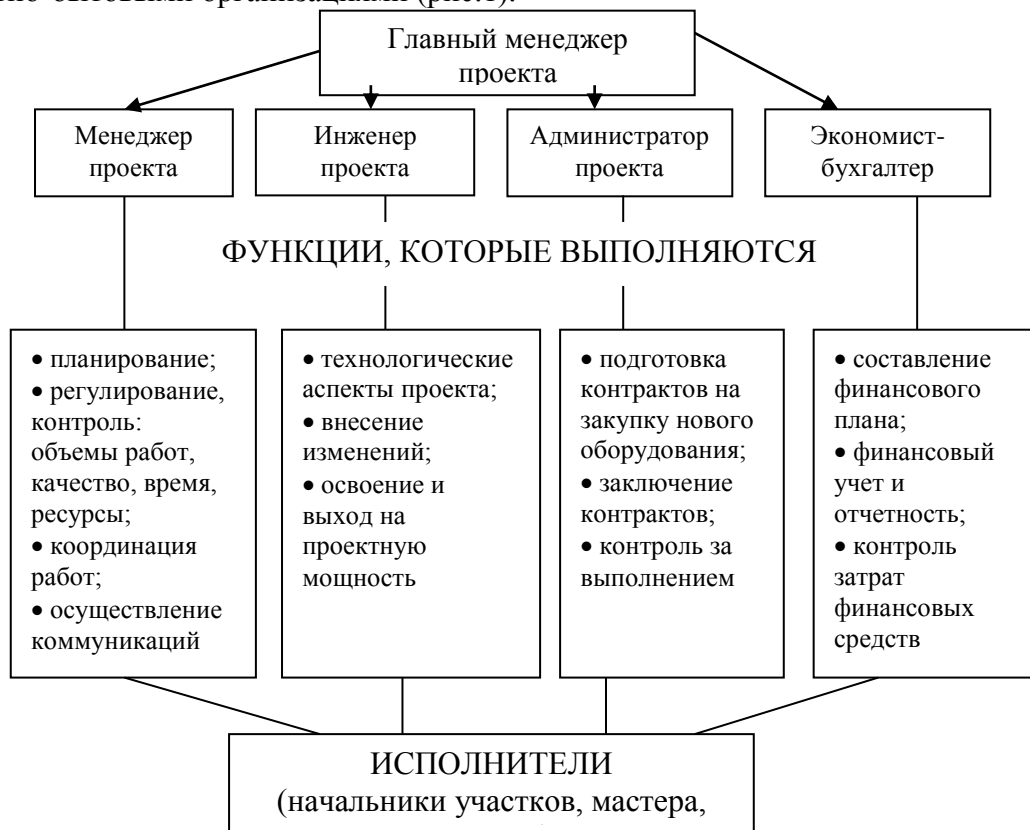 организациями (рис.1).
Главный менеджер
проекта
Менеджер
проекта
Инженер
проекта
Администратор
проекта
Экономист-
бухгалтер
ФУНКЦИИ, КОТОРЫЕ ВЫПОЛНЯЮТСЯ
• планирование;
• регулирование,
контроль:
объемы работ,
качество, время,
ресурсы;
• координация
работ;
• осуществление
коммуникаций
• технологические
аспекты проекта;
• внесение
изменений;
• освоение и
выход на
проектную
мощность
• подготовка
контрактов на
закупку нового
оборудования;
• заключение
контрактов;
• контроль за
выполнением
• составление
финансового
плана;
• финансовый
учет и
отчетность;
• контроль
затрат
финансовых
средств
ИСПОЛНИТЕЛИ
(начальники участков, мастера,